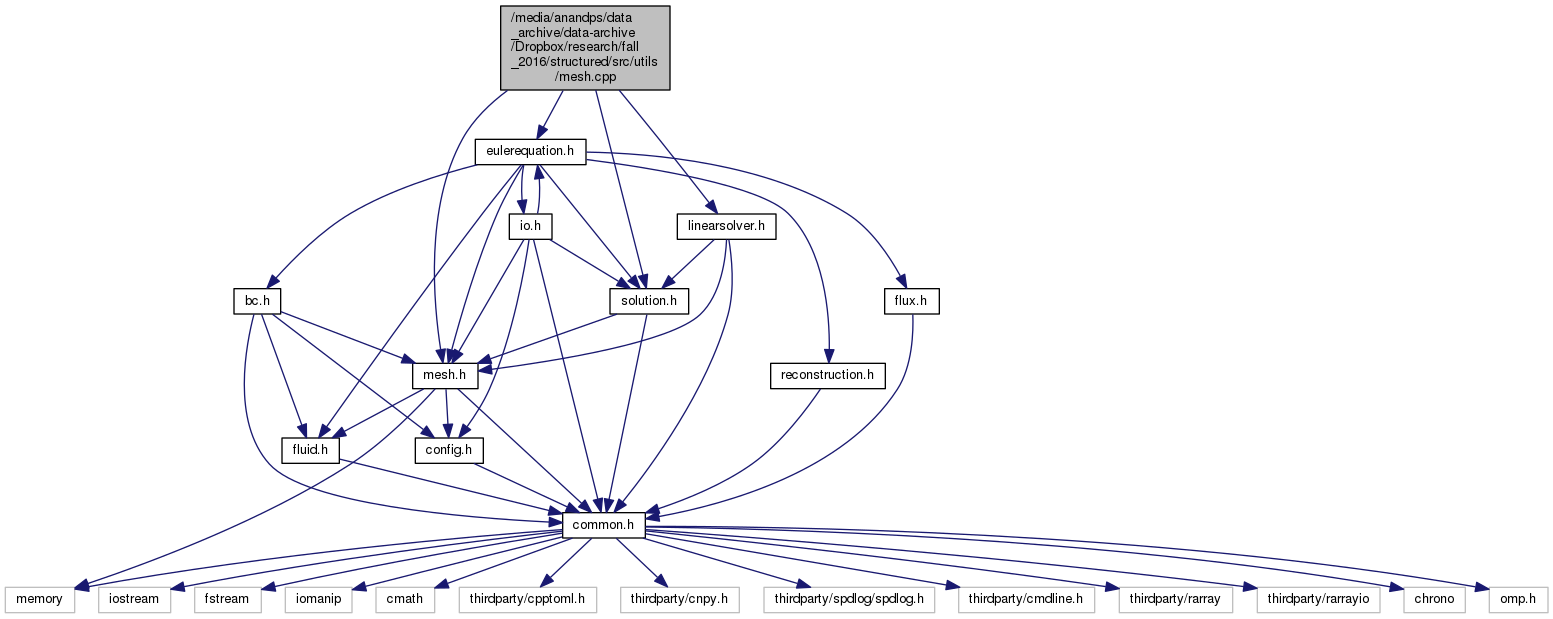 /media/anandps/data
_archive/data-archive
/Dropbox/research/fall
_2016/structured/src/utils
/mesh.cpp
eulerequation.h
io.h
linearsolver.h
bc.h
solution.h
flux.h
mesh.h
reconstruction.h
fluid.h
config.h
common.h
memory
iostream
fstream
iomanip
cmath
thirdparty/cpptoml.h
thirdparty/cnpy.h
thirdparty/spdlog/spdlog.h
thirdparty/cmdline.h
thirdparty/rarray
thirdparty/rarrayio
chrono
omp.h